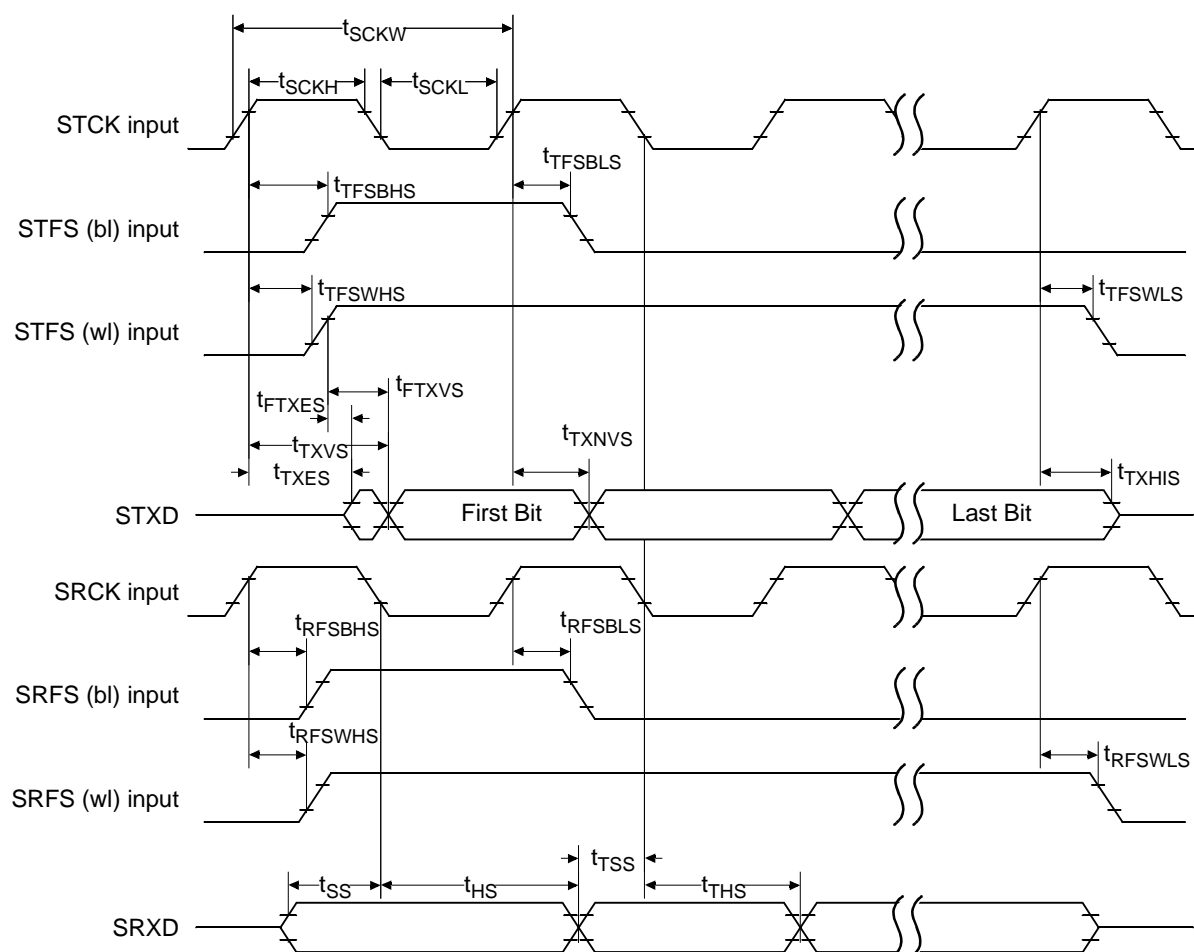 tSCKW
tSCKH tSCKL
STCK input
tTFSBLS
tTFSBHS
STFS (bl) input
tTFSWHS tTFSWLS
STFS (wl) input
tFTXES tFTXVS
tTXVS tTXNVS
tTXES tTXHIS
STXD First Bit Last Bit
SRCK input
tRFSBHS tRFSBLS
SRFS (bl) input
tRFSWHS tRFSWLS
SRFS (wl) input
tTSS
tSS tHS tTHS
SRXD